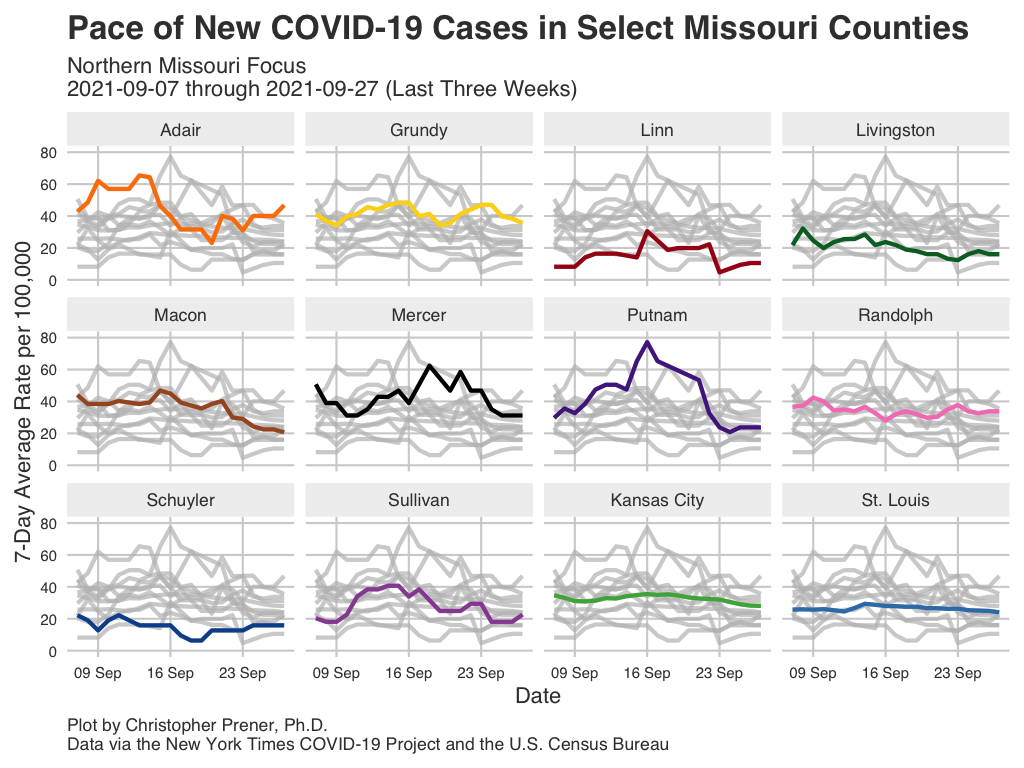 Pace of New COVID-19 Cases in Select Missouri Counties
Northern Missouri Focus
2021-09-07 through 2021-09-27 (Last Three Weeks)
Adair Grundy Linn Livingston
80
60
40
20
0
Macon Mercer Putnam Randolph
80
60
40
20
0
Schuyler Sullivan Kansas City St. Louis
80
60
40
20
0
7-Day Average Rate per 100,000
09 Sep 16 Sep 23 Sep 09 Sep 16 Sep 23 Sep 09 Sep 16 Sep 23 Sep 09 Sep 16 Sep 23 Sep
Date
Plot by Christopher Prener, Ph.D.
Data via the New York Times COVID-19 Project and the U.S. Census Bureau